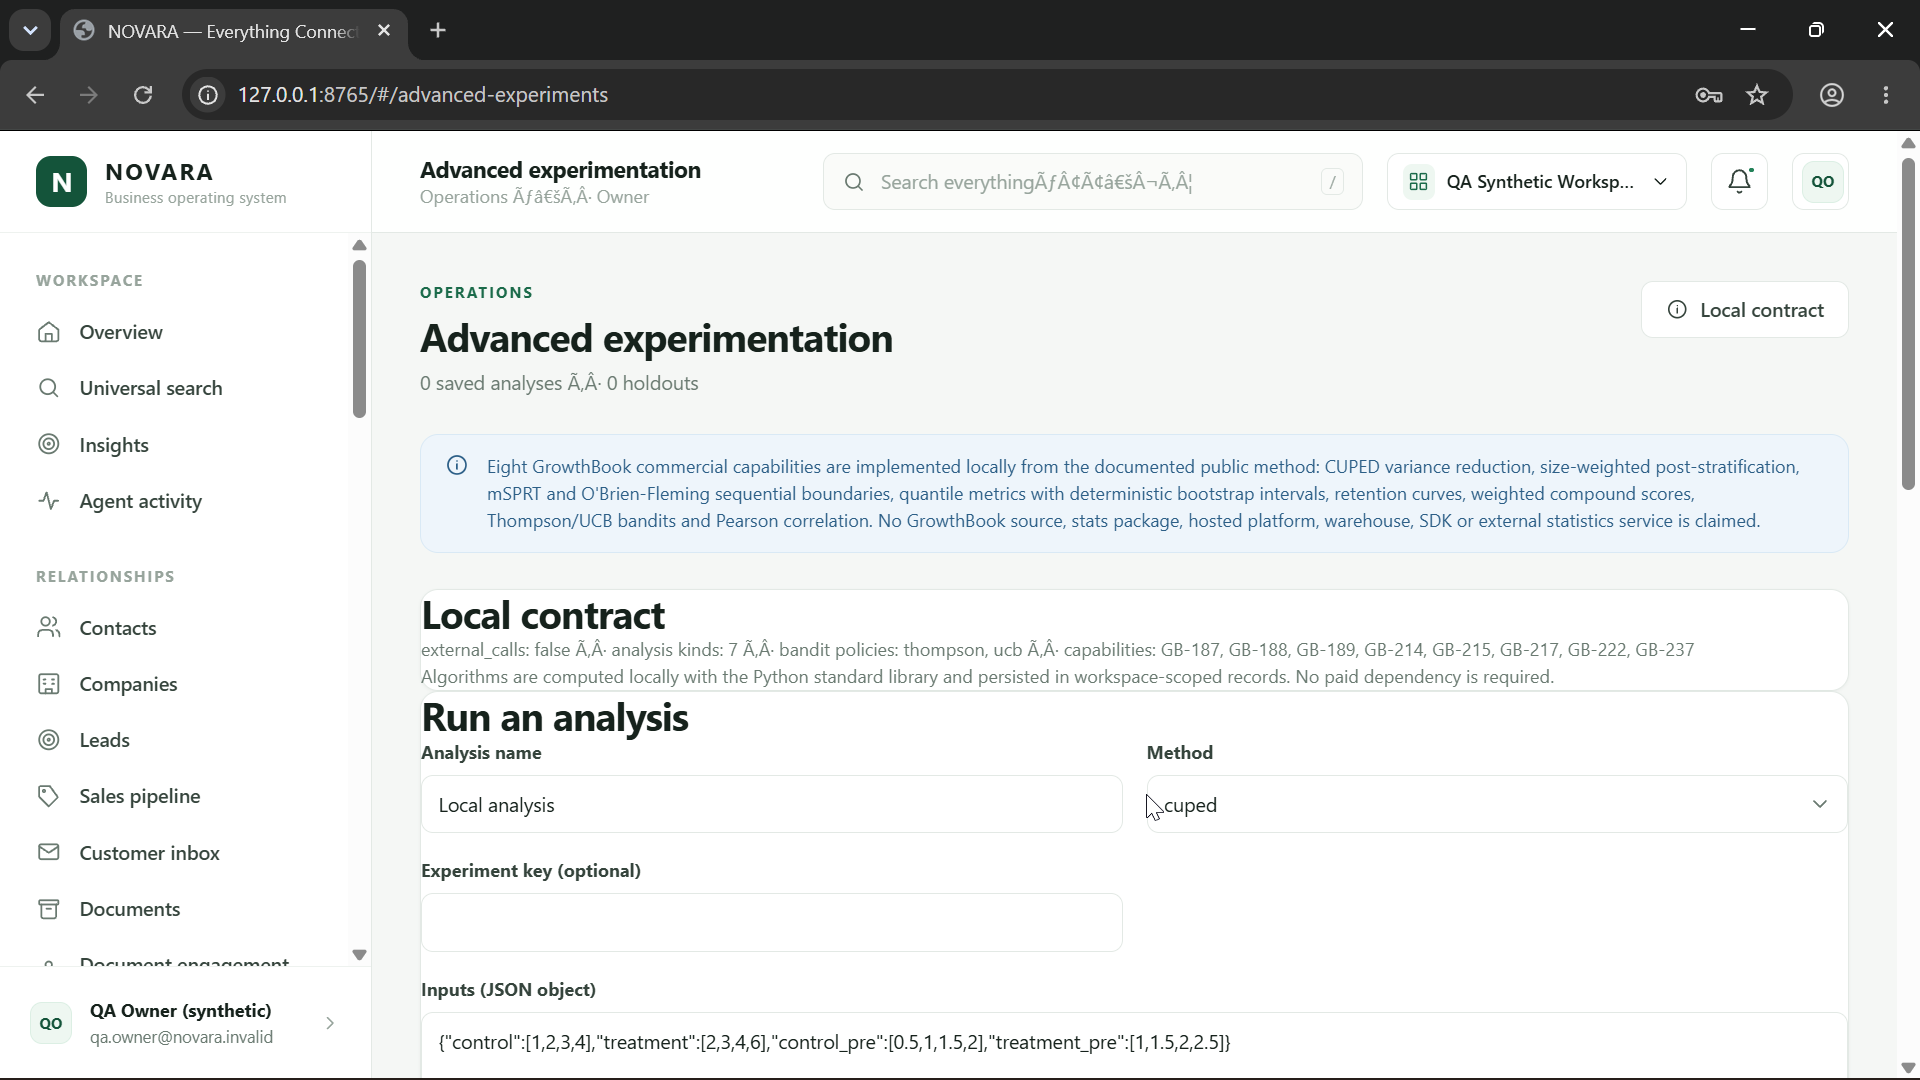 NOVARA — Everything Connec
127.0.0.1:8765/#/advanced-experiments
N
NOVARA
Business operating system
Advanced experimentation
Operations Ãƒâ€šÃ‚Â· Owner
Search everythingÃƒÂ¢Ã¢â€šÂ¬Ã‚Â¦
/
QA Synthetic Worksp...
QO
WORKSPACE
Overview
Universal search
Insights
Agent activity
RELATIONSHIPS
Contacts
Companies
Leads
Sales pipeline
Customer inbox
Documents
Document engagement
QO
QA Owner (synthetic)
qa.owner@novara.invalid
OPERATIONS
Advanced experimentation
0 saved analyses Ã‚Â· 0 holdouts
Local contract
Eight GrowthBook commercial capabilities are implemented locally from the documented public method: CUPED variance reduction, size-weighted post-stratification,
mSPRT and O'Brien-Fleming sequential boundaries, quantile metrics with deterministic bootstrap intervals, retention curves, weighted compound scores,
Thompson/UCB bandits and Pearson correlation. No GrowthBook source, stats package, hosted platform, warehouse, SDK or external statistics service is claimed.
Local contract
external_calls: false Ã‚Â· analysis kinds: 7 Ã‚Â· bandit policies: thompson, ucb Ã‚Â· capabilities: GB-187, GB-188, GB-189, GB-214, GB-215, GB-217, GB-222, GB-237
Algorithms are computed locally with the Python standard library and persisted in workspace-scoped records. No paid dependency is required.
Run an analysis
Analysis name
Method
Local analysis
cuped
Experiment key (optional)
Inputs (JSON object)
{"control":[1,2,3,4],"treatment":[2,3,4,6],"control_pre":[0.5,1,1.5,2],"treatment_pre":[1,1.5,2,2.5]}